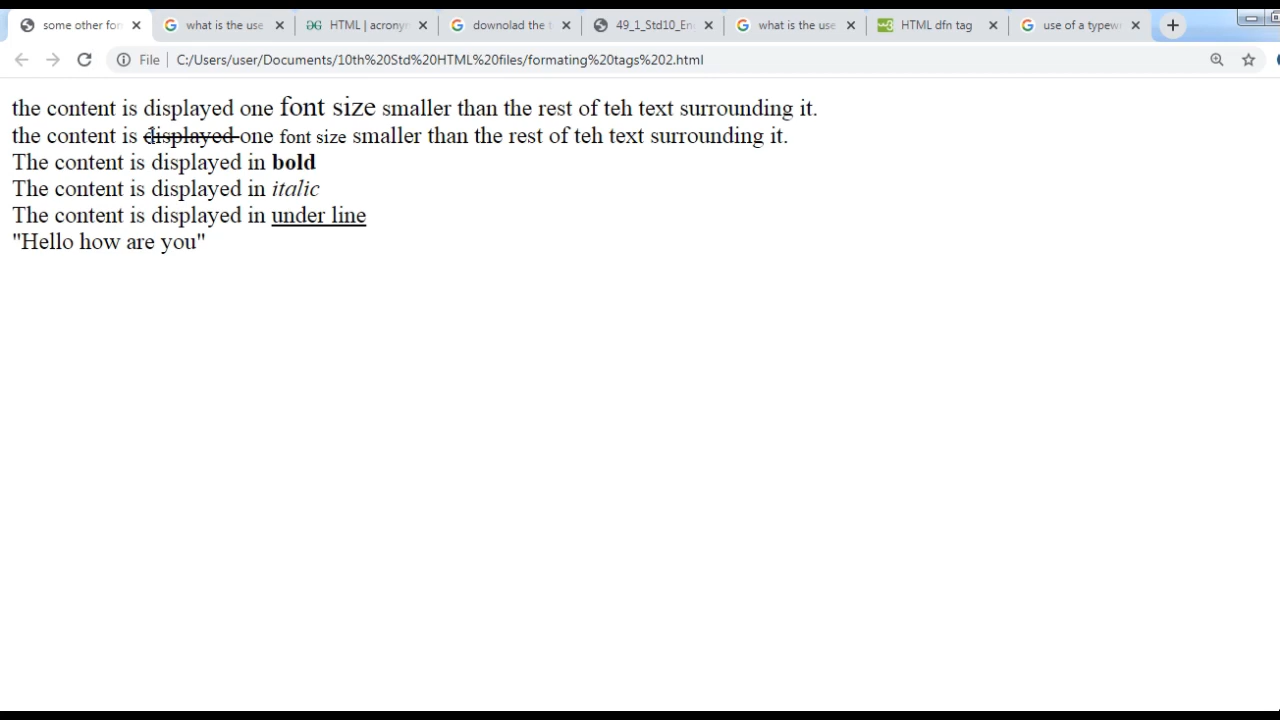 some other fon
what is the use
HTML | acronym
downolad the t
49_1_Std10_En
what is the use
HTML dfn tag
use of a typew
File
C:/Users/user/Documents/10th%20Std%20HTML%20files/formating%20tags%202.html
the content is displayed one font size smaller than the rest of teh text surrounding it.
the content is displayed one font size smaller than the rest of teh text surrounding it.
The content is displayed in bold
The content is displayed in italic
The content is displayed in under line
"Hello how are you"